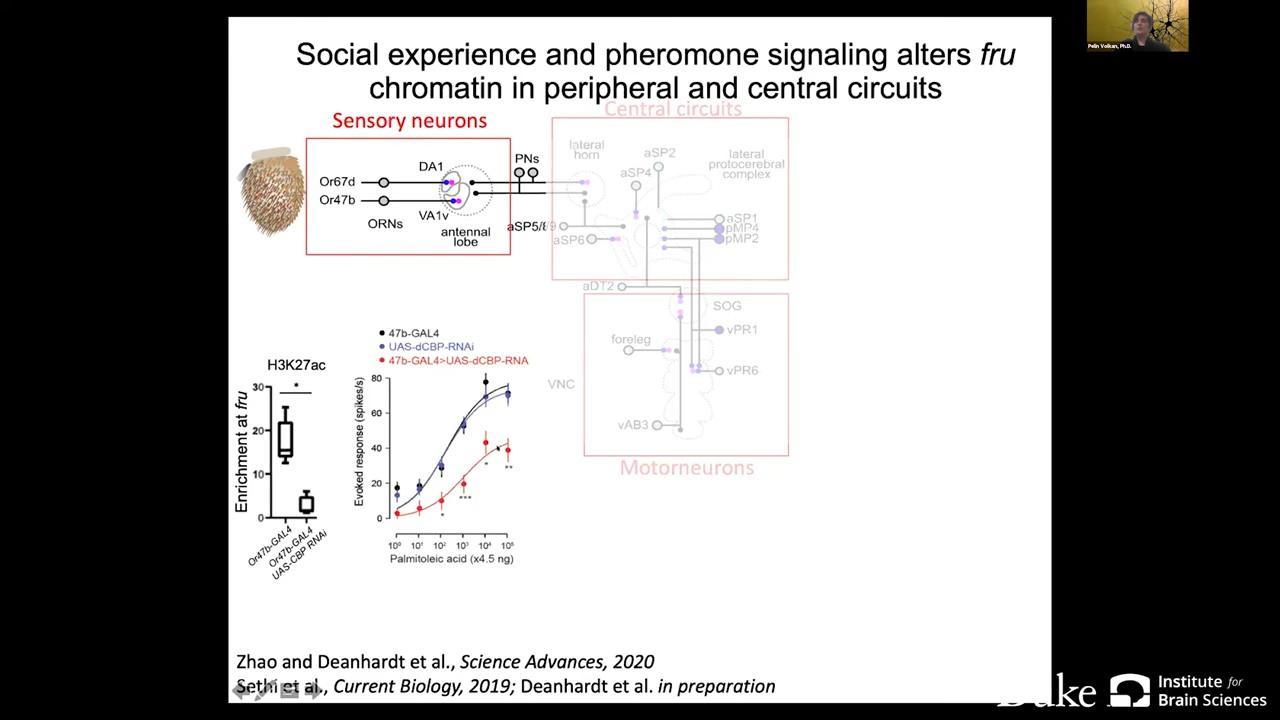 Pelin Volkan, Ph.D.
Social experience and pheromone signaling alters fru
chromatin in peripheral and central circuits
Sensory neurons
Central circuits
Or67d
Or47b
ORNs
DA1
VA1v
antennal
lobe
PNs
lateral
horn
aSP2
aSP4
lateral
protocerebral
complex
aSP5/8/9
aSP6
aSP1
pMP4
pMP2
aDT2
SOG
foreleg
vPR1
VNC
vPR6
vAB3
Motorneurons
H3K27ac
*
Enrichment at fru
30
20
10
0
Or47b-GAL4
Or47b-GAL4
UAS-CBP RNAi
47b-GAL4
UAS-dCBP-RNAi
47b-GAL4>UAS-dCBP-RNA
Evoked response (spikes/s)
80
60
40
20
0
*
***
*
**
10⁰ 10¹ 10² 10³ 10⁴
Palmitoleic acid (x4.5 ng)
Zhao and Deanhardt et al., Science Advances, 2020
Sethi et al., Current Biology, 2019; Deanhardt et al. in preparation
Duke
Institute for
Brain Sciences